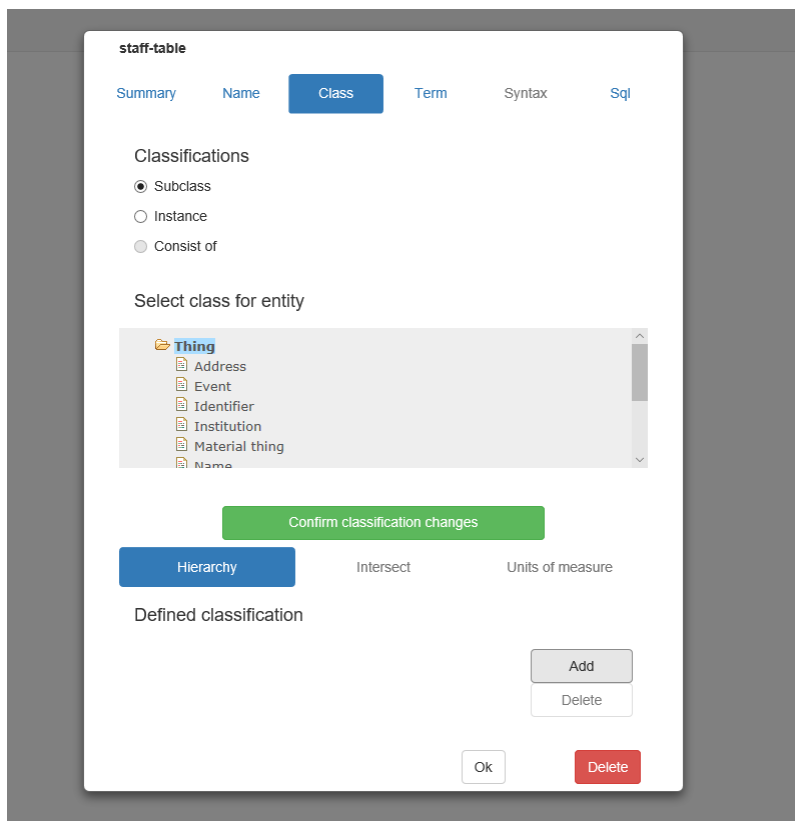 staff-table
Summary Name Class Term Syntax Sql
Classifications
Subclass
Instance
Consist of
Select class for entity
Thing
Address
Event
Identifier
Institution
Material thing
Name
Confirm classification changes
Hierarchy Intersect Units of measure
Defined classification
Add
Delete
Ok Delete